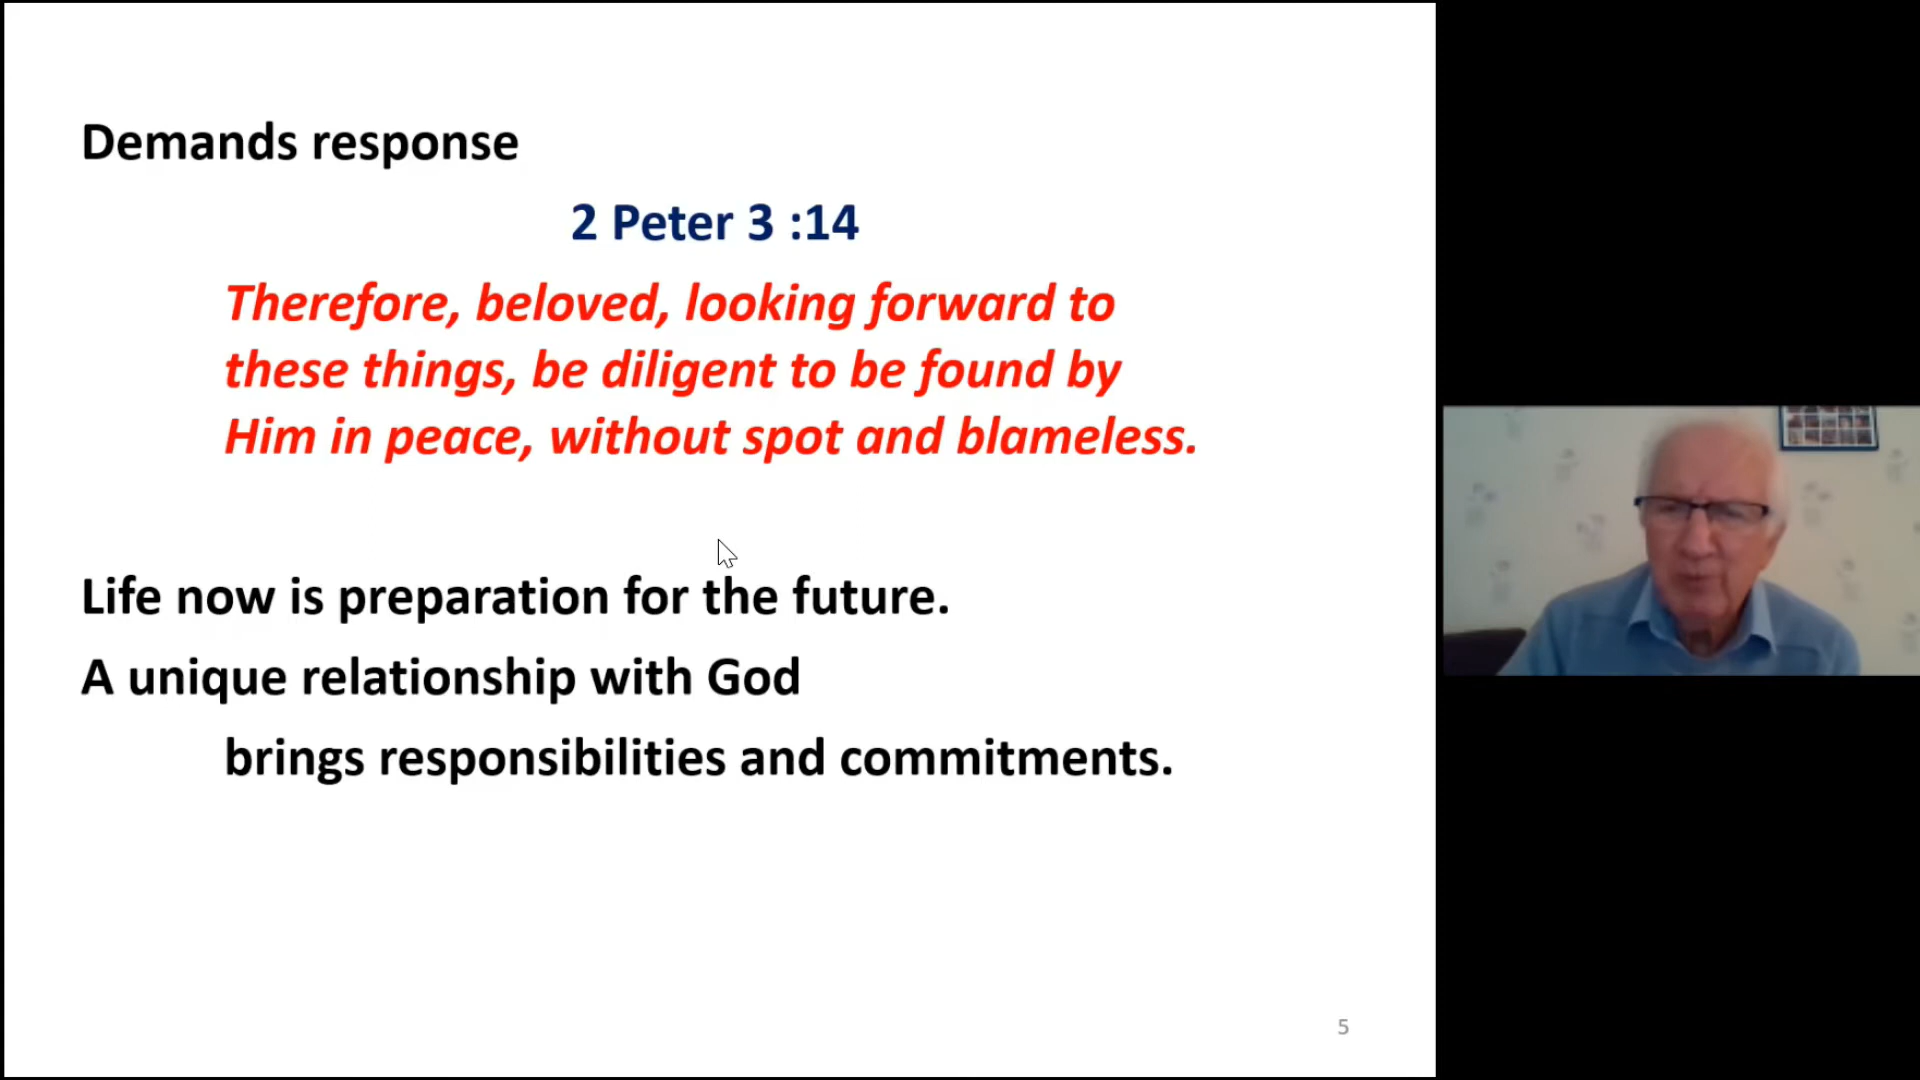 Demands response
2 Peter 3 :14
Therefore, beloved, looking forward to
these things, be diligent to be found by
Him in peace, without spot and blameless.
Life now is preparation for the future.
A unique relationship with God
brings responsibilities and commitments.
5